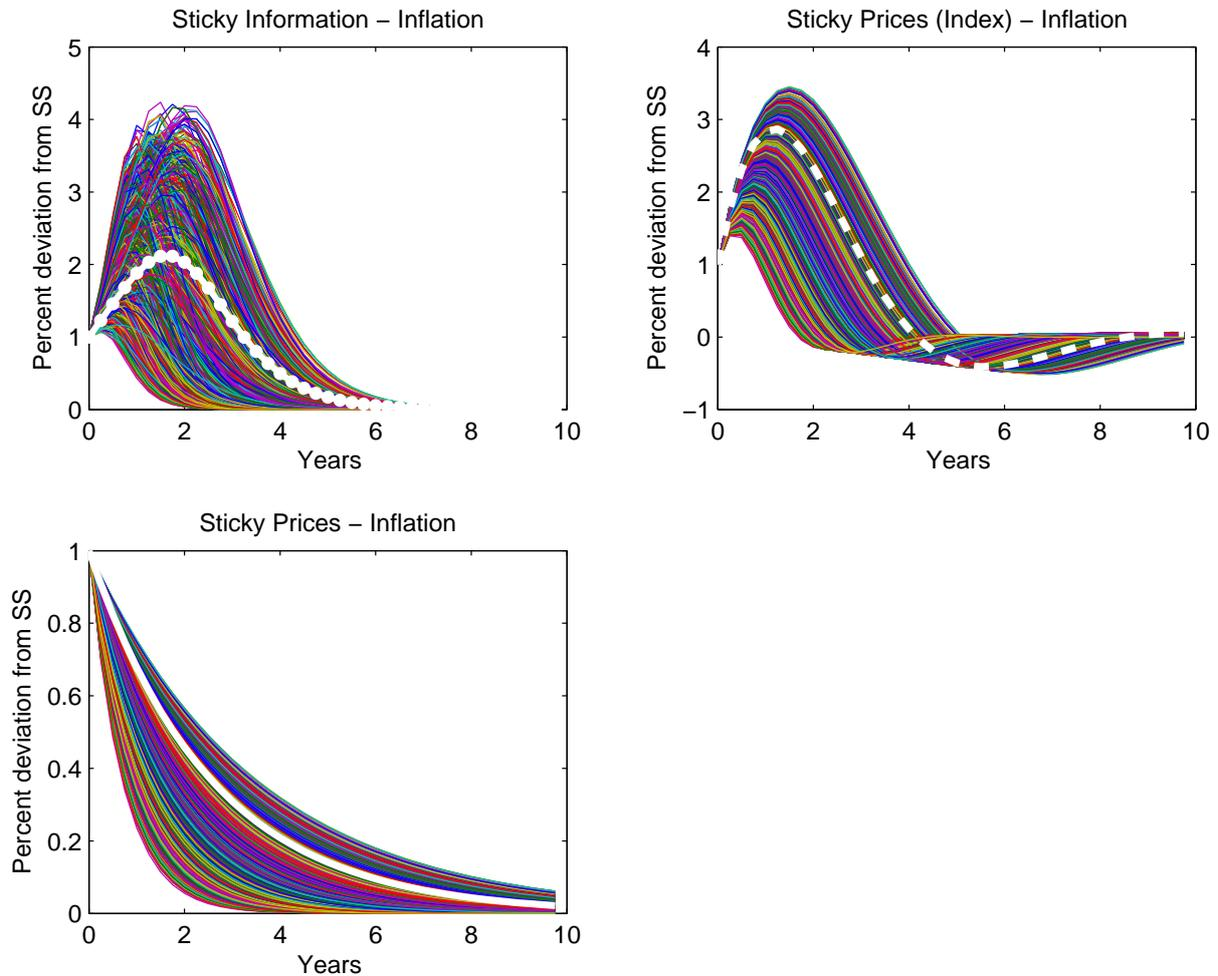 Sticky Information − Inflation
5
4
3
2
1
0
Percent deviation from SS
0 2 4 6 8 10
Years
Sticky Prices (Index) − Inflation
4
3
2
1
0
−1
Percent deviation from SS
0 2 4 6 8 10
Years
Sticky Prices − Inflation
1
0.8
0.6
0.4
0.2
0
Percent deviation from SS
0 2 4 6 8 10
Years